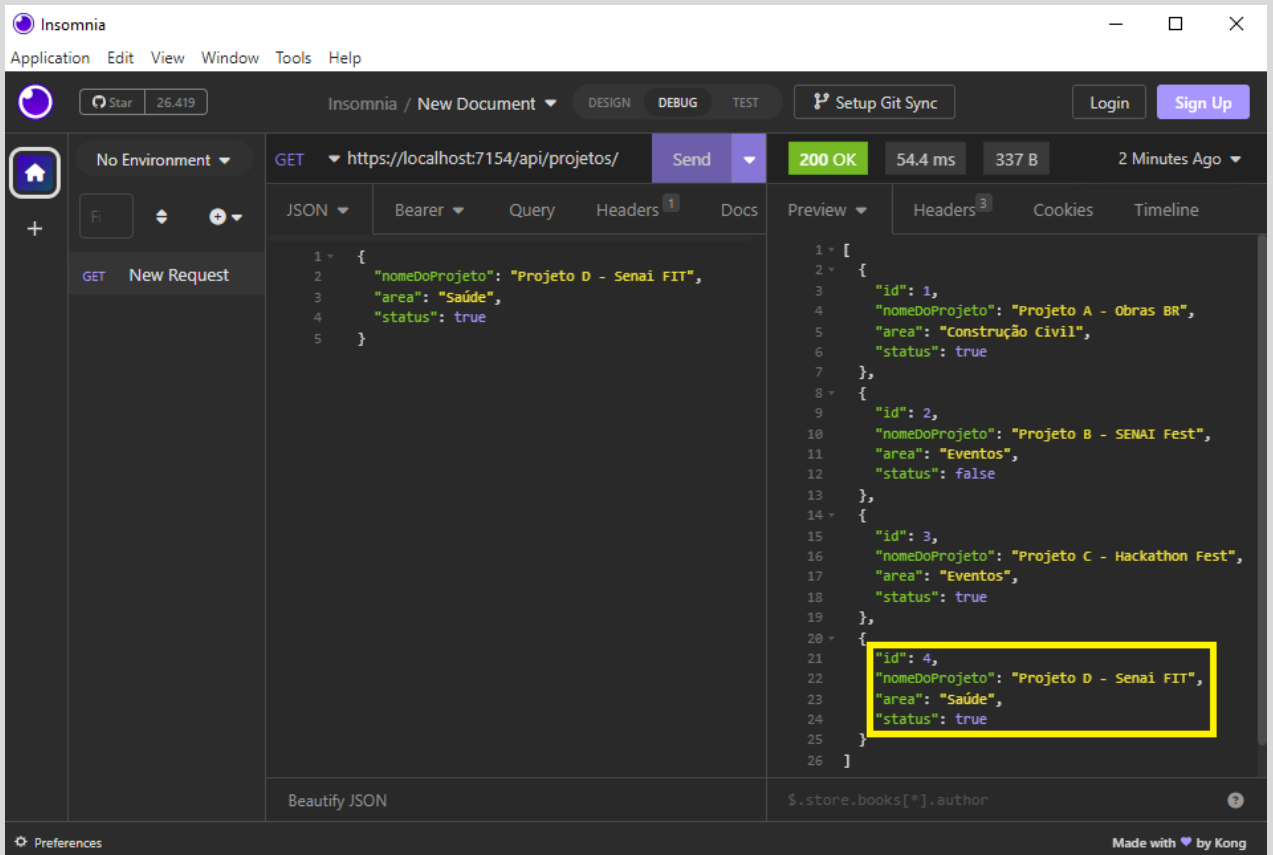 Insomnia
Application Edit View Window Tools Help
Star 26.419
Insomnia / New Document
DESIGN DEBUG TEST
Setup Git Sync
Login
Sign Up
No Environment
GET https://localhost:7154/api/projetos/
Send
200 OK
54.4 ms
337 B
2 Minutes Ago
Fi
JSON Bearer Query Headers 1 Docs
Preview Headers 3 Cookies Timeline
GET New Request
1 {
2 "nomeDoProjeto": "Projeto D - Senai FIT",
3 "area": "Saúde",
4 "status": true
5 }
1 [
2 {
3 "id": 1,
4 "nomeDoProjeto": "Projeto A - Obras BR",
5 "area": "Construção Civil",
6 "status": true
7 },
8 {
9 "id": 2,
10 "nomeDoProjeto": "Projeto B - SENAI Fest",
11 "area": "Eventos",
12 "status": false
13 },
14 {
15 "id": 3,
16 "nomeDoProjeto": "Projeto C - Hackathon Fest",
17 "area": "Eventos",
18 "status": true
19 },
20 {
21 "id": 4,
22 "nomeDoProjeto": "Projeto D - Senai FIT",
23 "area": "Saúde",
24 "status": true
25 }
26 ]
Beautify JSON
$.store.books[*].author
Preferences
Made with 💜 by Kong